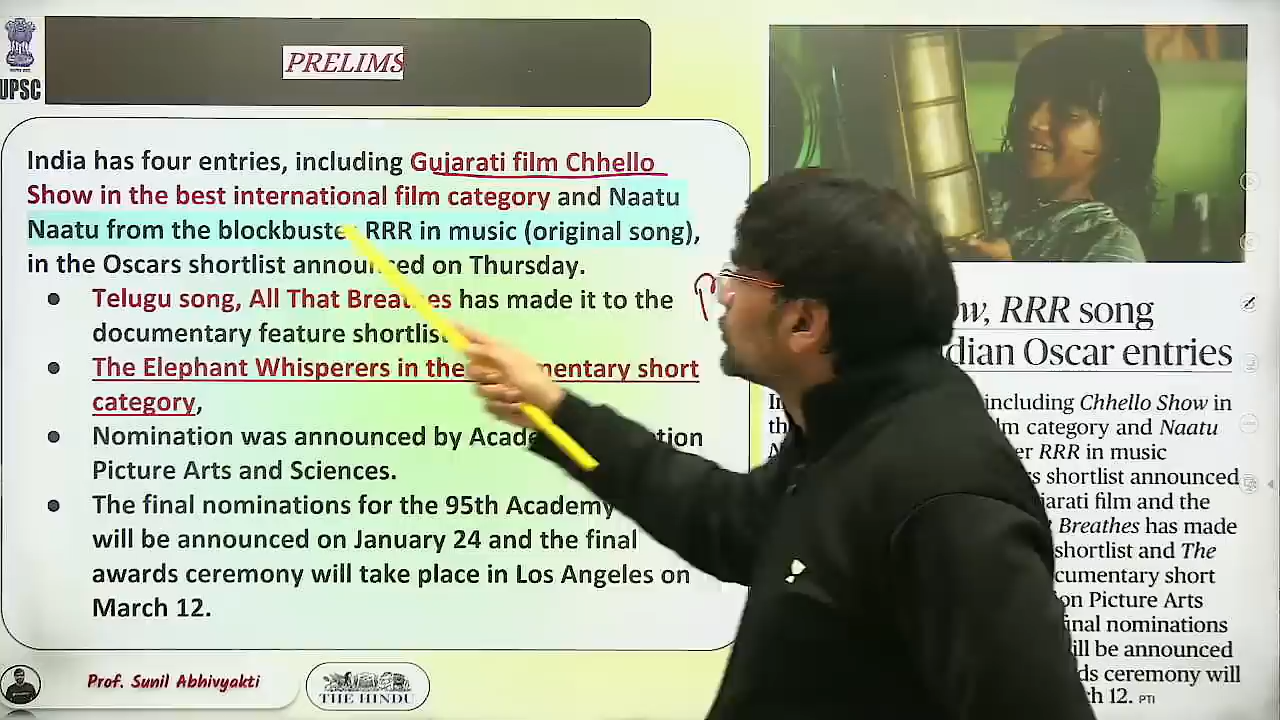 UPSC
PRELIMS
India has four entries, including Gujarati film Chhello
Show in the best international film category and Naatu
Naatu from the blockbuster RRR in music (original song),
in the Oscars shortlist announced on Thursday.
● Telugu song, All That Breathes has made it to the
documentary feature shortlist
● The Elephant Whisperers in the mentary short
category,
● Nomination was announced by Acade tion
Picture Arts and Sciences.
● The final nominations for the 95th Academy
will be announced on January 24 and the final
awards ceremony will take place in Los Angeles on
March 12.
Prof. Sunil Abhivyakti
THE HINDU
ow, RRR song
dian Oscar entries
including Chhello Show in
lm category and Naatu
er RRR in music
s shortlist announced
jarati film and the
Breathes has made
shortlist and The
cumentary short
on Picture Arts
inal nominations
ill be announced
ds ceremony will
ch 12. PTI